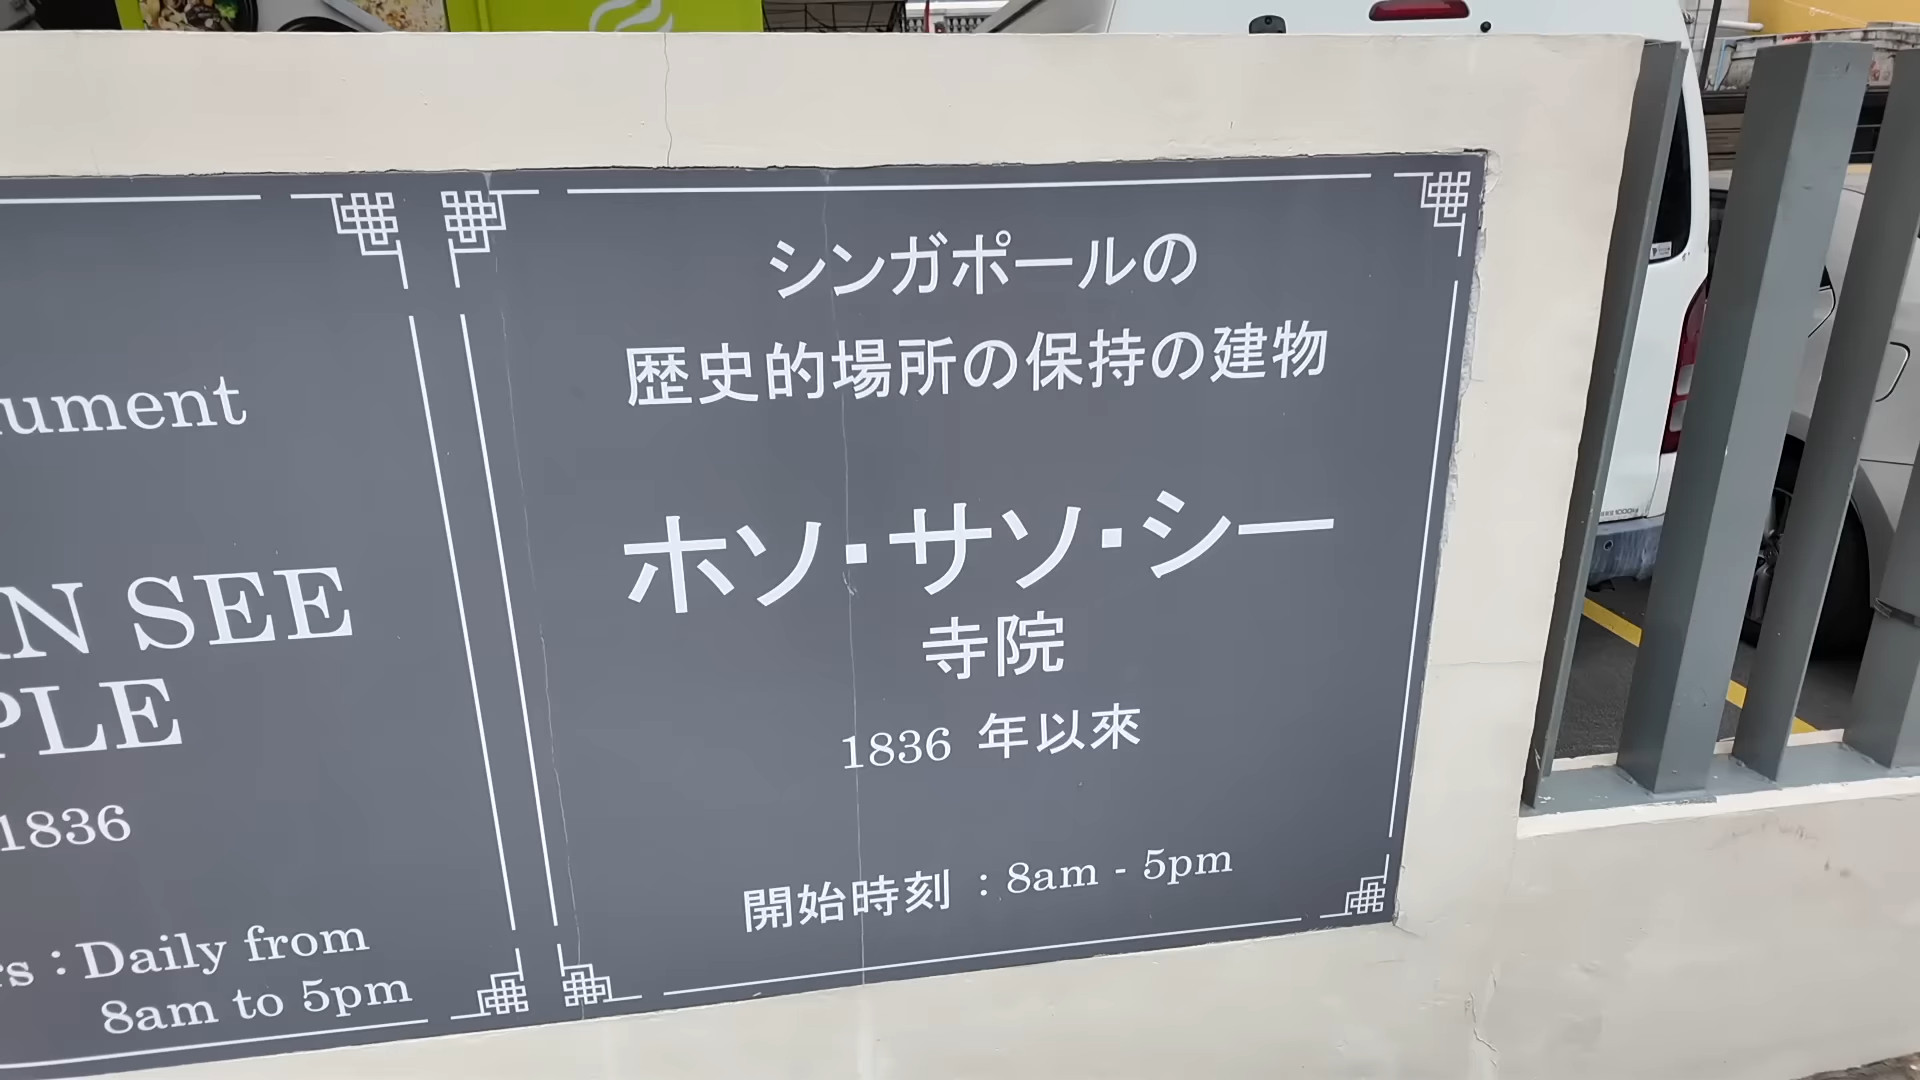 ument
N SEE
PLE
1836
rs : Daily from
8am to 5pm
シンガポールの
歴史的場所の保持の建物
ホソ・サソ・シー
寺院
1836 年以來
開始時刻 : 8am - 5pm